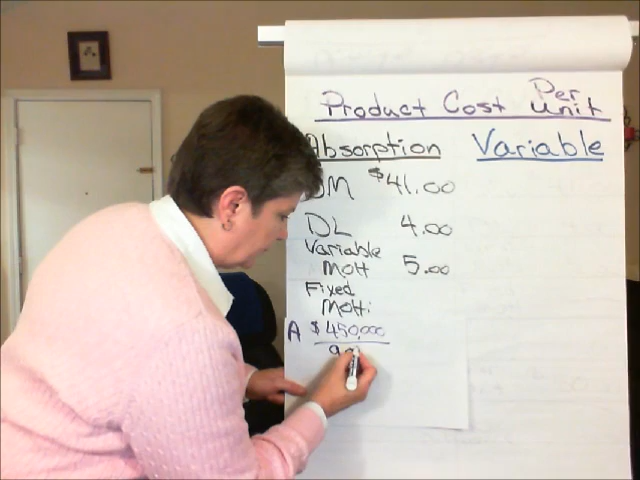 Product Cost Per Unit
Absorption Variable
DM $41.00
DL 4.00
Variable
MOH 5.00
Fixed
MOH:
A $450,000